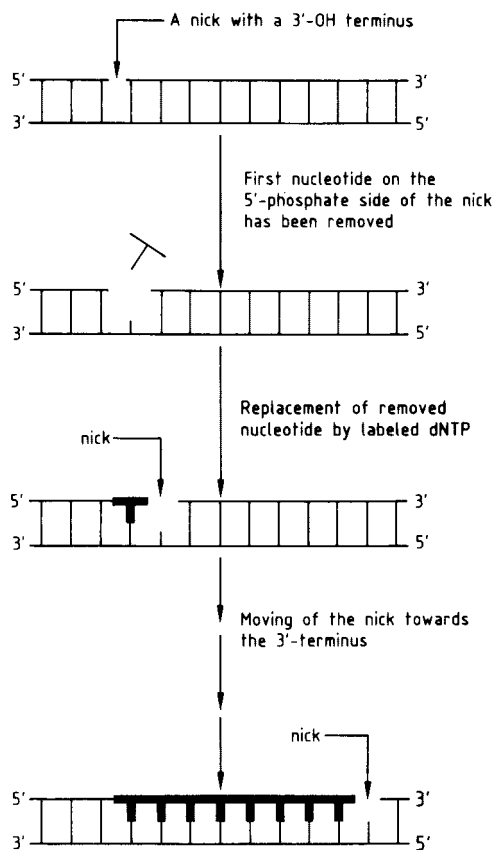 A nick with a 3'-OH terminus
5' 3'
3' 5'
First nucleotide on the
5'-phosphate side of the nick
has been removed
5' 3'
3' 5'
Replacement of removed
nucleotide by labeled dNTP
nick
5' 3'
3' 5'
Moving of the nick towards
the 3'-terminus
nick
5' 3'
3' 5'